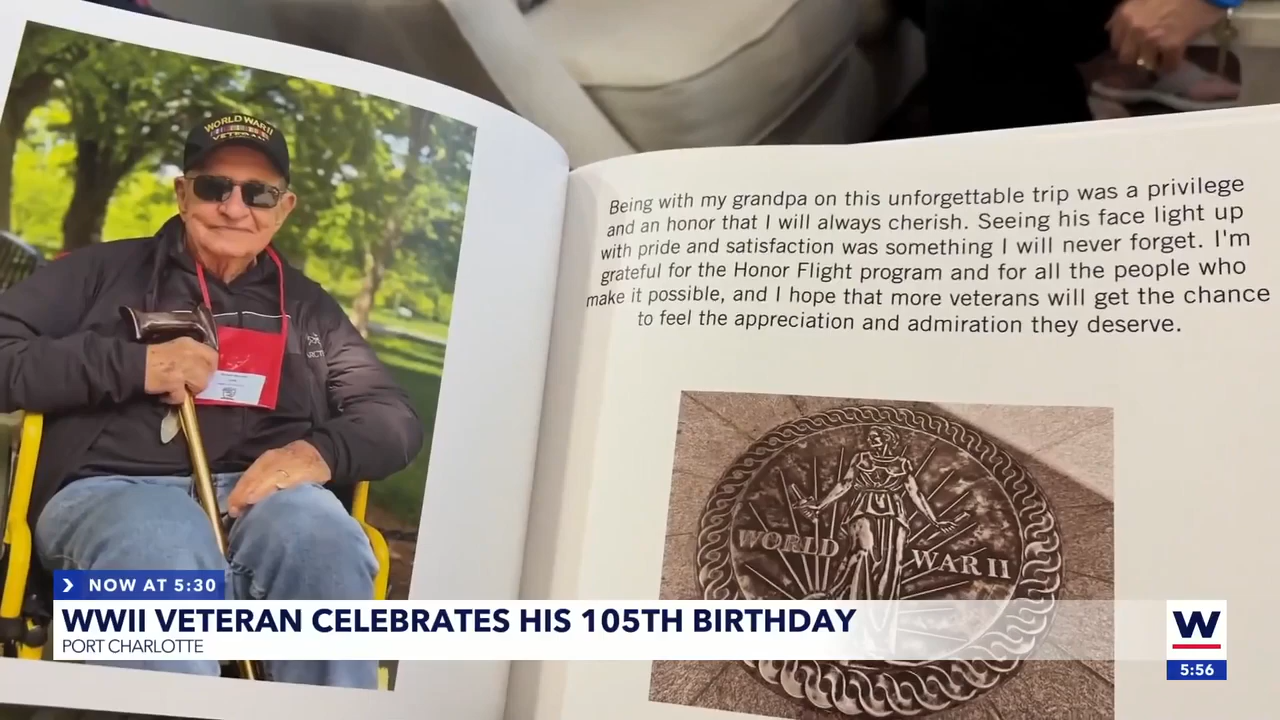 WORLD WAR II
VETERAN
Being with my grandpa on this unforgettable trip was a privilege
and an honor that I will always cherish. Seeing his face light up
with pride and satisfaction was something I will never forget. I'm
grateful for the Honor Flight program and for all the people who
make it possible, and I hope that more veterans will get the chance
to feel the appreciation and admiration they deserve.
WORLD WAR II
NOW AT 5:30
WWII VETERAN CELEBRATES HIS 105TH BIRTHDAY
PORT CHARLOTTE
W
5:56